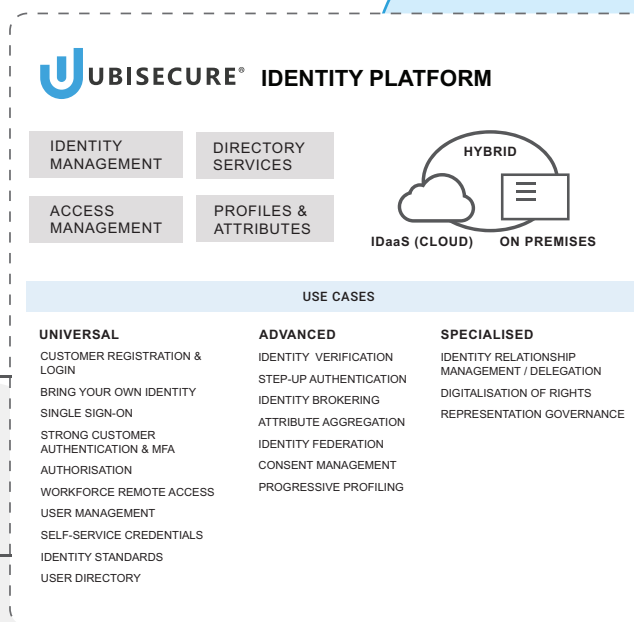 UBISECURE® IDENTITY PLATFORM
IDENTITY
MANAGEMENT
DIRECTORY
SERVICES
ACCESS
MANAGEMENT
PROFILES &
ATTRIBUTES
HYBRID
IDaaS (CLOUD)
ON PREMISES
USE CASES
UNIVERSAL
CUSTOMER REGISTRATION &
LOGIN
BRING YOUR OWN IDENTITY
SINGLE SIGN-ON
STRONG CUSTOMER
AUTHENTICATION & MFA
AUTHORISATION
WORKFORCE REMOTE ACCESS
USER MANAGEMENT
SELF-SERVICE CREDENTIALS
IDENTITY STANDARDS
USER DIRECTORY
ADVANCED
IDENTITY VERIFICATION
STEP-UP AUTHENTICATION
IDENTITY BROKERING
ATTRIBUTE AGGREGATION
IDENTITY FEDERATION
CONSENT MANAGEMENT
PROGRESSIVE PROFILING
SPECIALISED
IDENTITY RELATIONSHIP
MANAGEMENT / DELEGATION
DIGITALISATION OF RIGHTS
REPRESENTATION GOVERNANCE